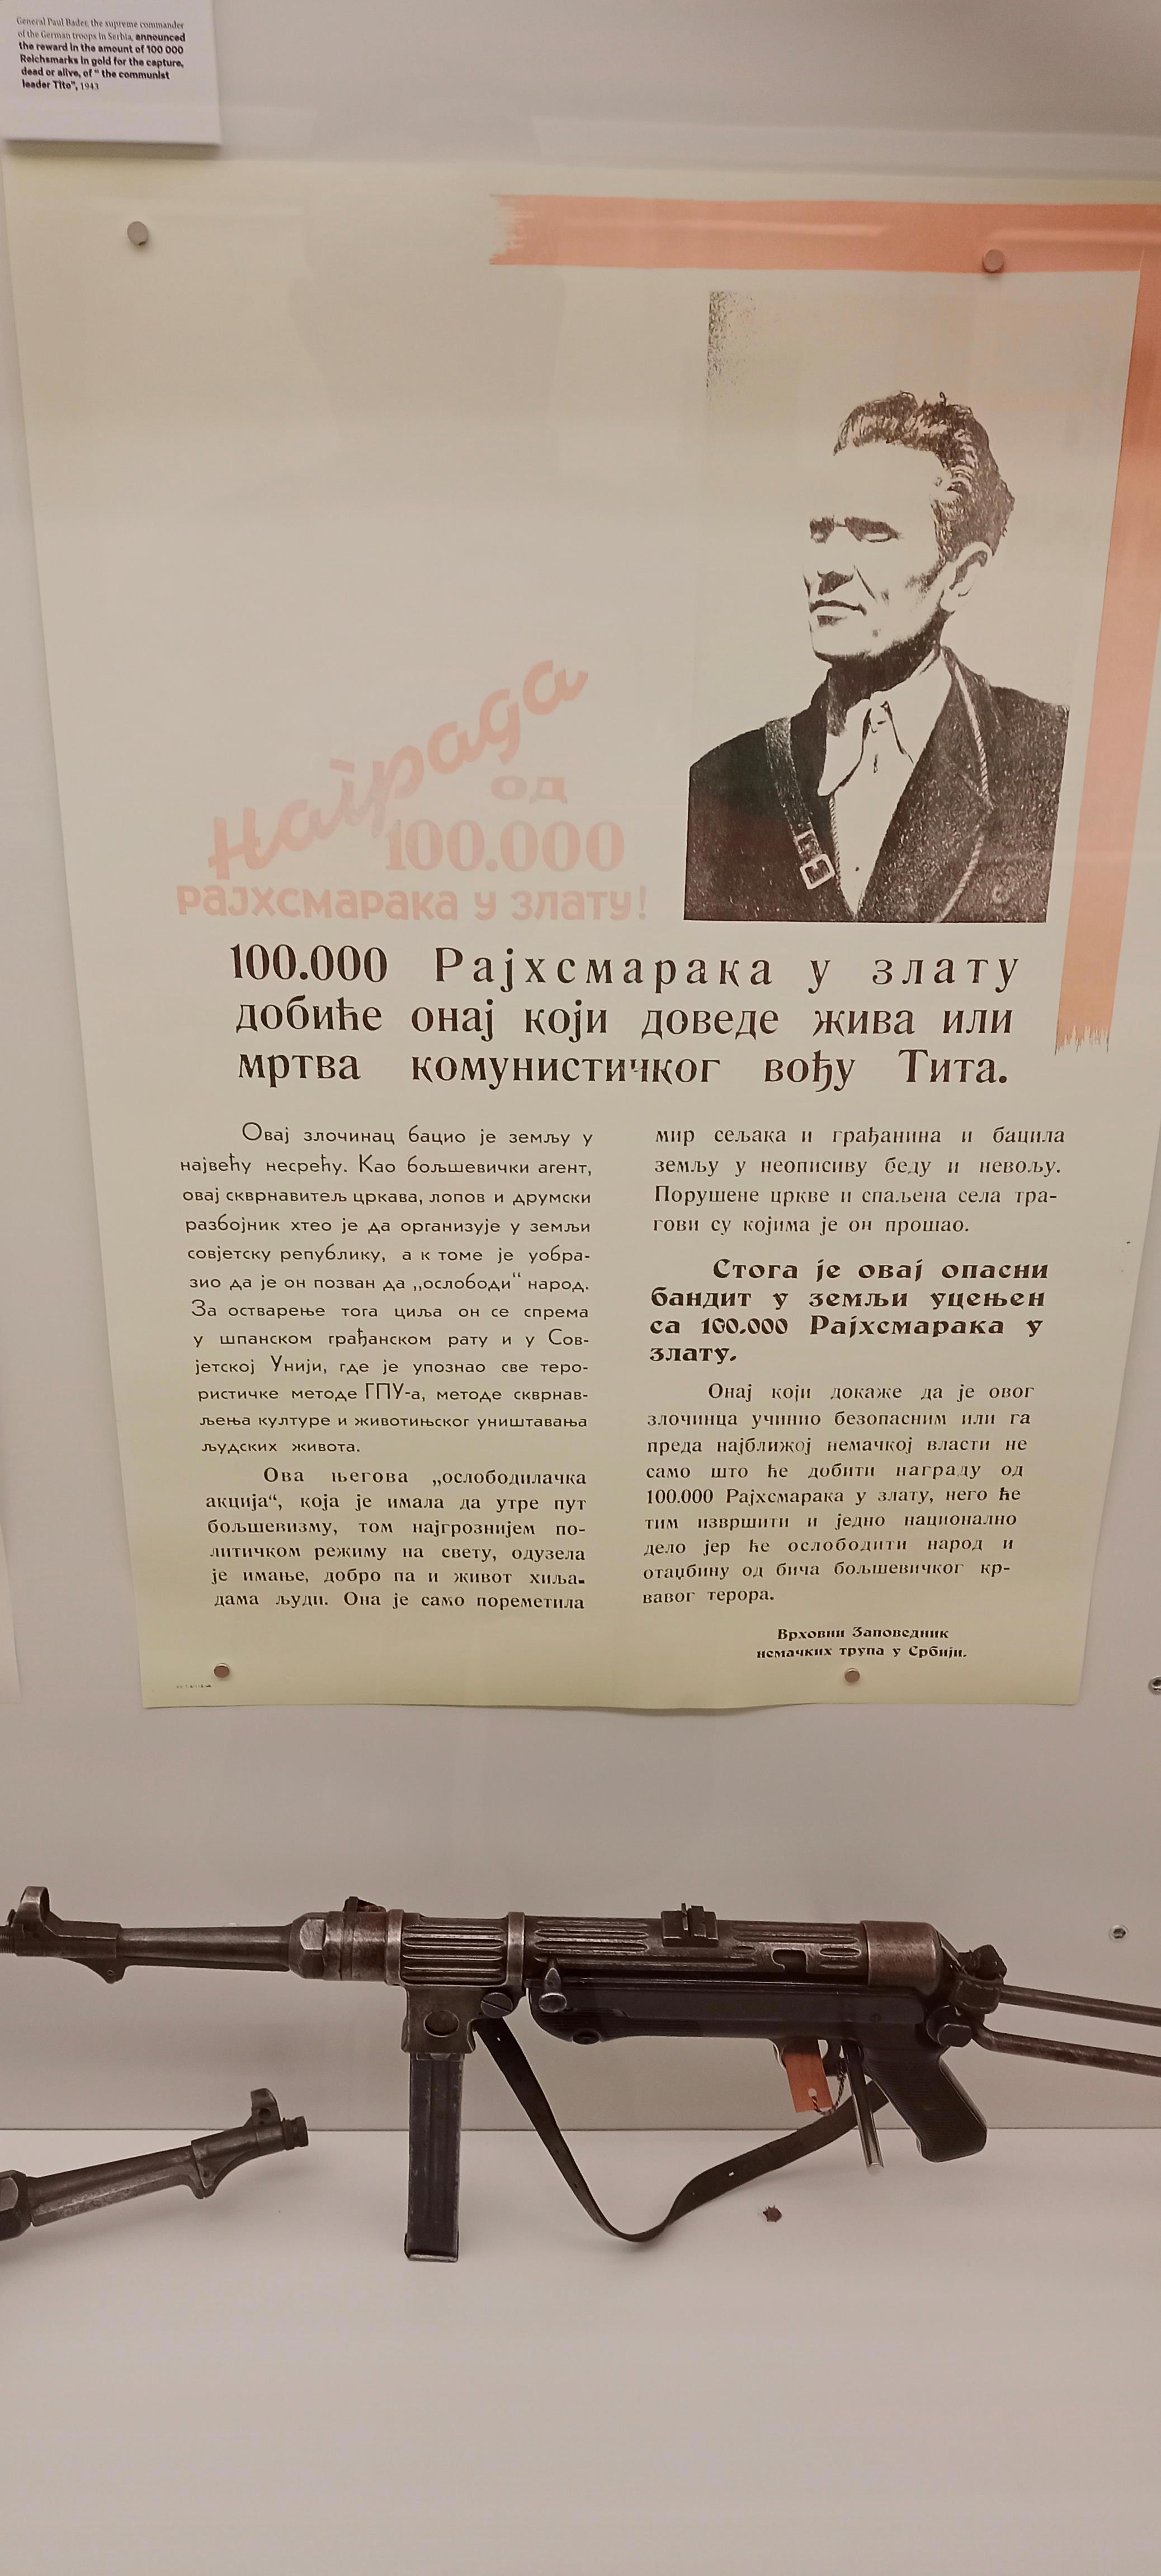 General Paul Bader, the supreme commander
of the German troops in Serbia, announced
the reward in the amount of 100 000
Reichsmarks in gold for the capture,
dead or alive, of " the communist
leader Tito", 1943
Награда
од
100.000
РАЈХСМАРАКА У ЗЛАТУ!
100.000 Рајхсмарака у злату
добиће онај који доведе жива или
мртва комунистичког вођу Тита.
Овај злочинац бацио је земљу у
највећу несрећу. Као бољшевички агент,
овај скврнавитељ цркава, лопов и друмски
разбојник хтео је да организује у земљи
совјетску републику, а к томе је уобра-
зио да је он позван да „ослободи“ народ.
За остварење тога циља он се спрема
у шпанском грађанском рату и у Сов-
јетској Унији, где је упознао све теро-
ристичке методе ГПУ-а, методе скврнав-
љења културе и животињског уништавања
људских живота.
Ова његова „ослободилачка
акција“, која је имала да утре пут
бољшевизму, том најгрознијем по-
литичком режиму на свету, одузела
је имање, добро па и живот хиља-
дама људи. Она је само пореметила
мир сељака и грађанина и бацила
земљу у неописиву беду и невољу.
Порушене цркве и спаљена села тра-
гови су којима је он прошао.
Стога је овај опасни
бандит у земљи уцењен
са 100.000 Рајхсмарака у
злату.
Онај који докаже да је овог
злочинца учинио безопасним или га
преда најближој немачкој власти не
само што ће добити награду од
100.000 Рајхсмарака у злату, него ће
тим извршити и једно национално
дело јер ће ослободити народ и
отаџбину од бича бољшевичког кр-
вавог терора.
Врховни Заповедник
немачких трупа у Србији.